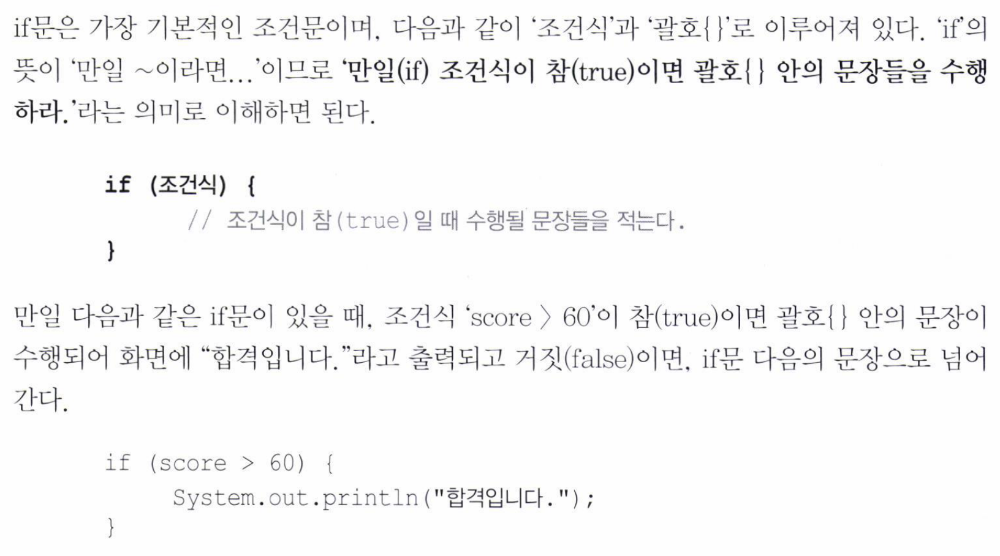 if문은 가장 기본적인 조건문이며, 다음과 같이 ‘조건식’과 ‘괄호{}’로 이루어져 있다. ‘if’의
뜻이 ‘만일 ~이라면...’이므로 ‘만일(if) 조건식이 참(true)이면 괄호{} 안의 문장들을 수행
하라.’라는 의미로 이해하면 된다.
if (조건식) {
// 조건식이 참(true)일 때 수행될 문장들을 적는다.
}
만일 다음과 같은 if문이 있을 때, 조건식 ‘score > 60’이 참(true)이면 괄호{} 안의 문장이
수행되어 화면에 “합격입니다.”라고 출력되고 거짓(false)이면, if문 다음의 문장으로 넘어
간다.
if (score > 60) {
System.out.println("합격입니다.");
}